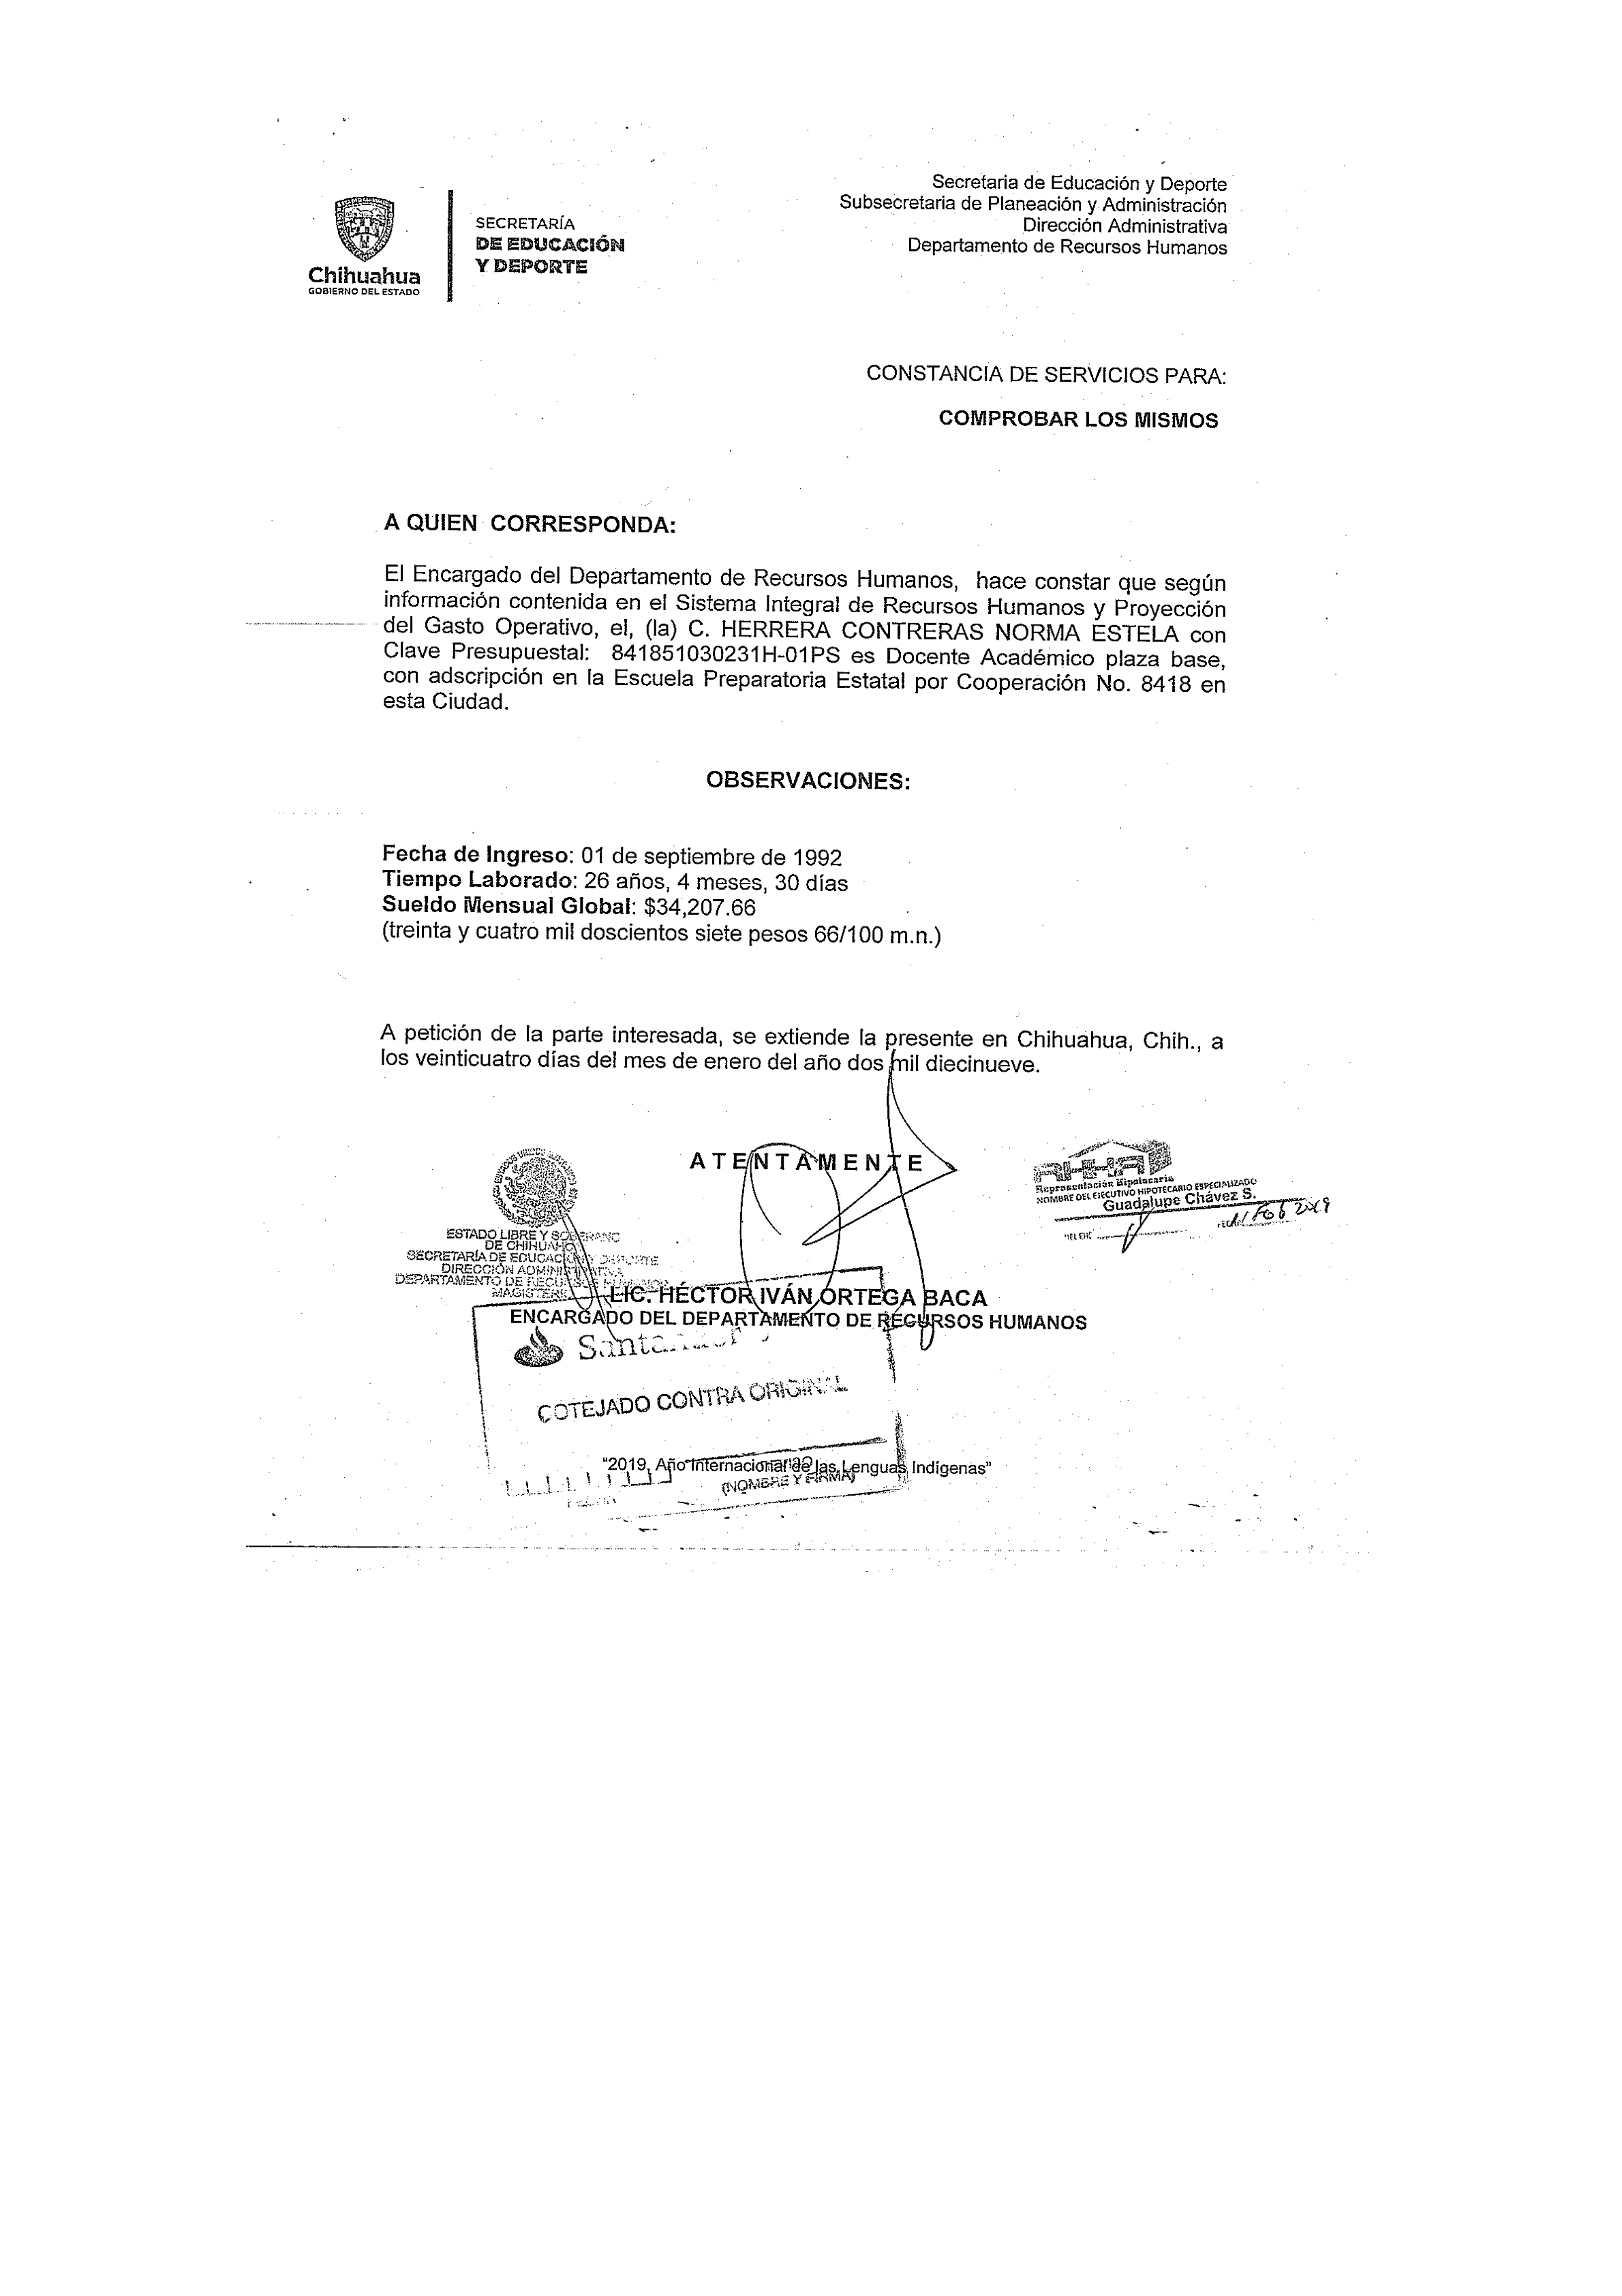 Secretaria de Educación y Deporte
Subsecretaria de Planeación y Administración
Dirección Administrativa
Departamento de Recursos Humanos
Chihuahua
GOBIERNO DEL ESTADO
SECRETARÍA
DE EDUCACIÓN
Y DEPORTE
CONSTANCIA DE SERVICIOS PARA:
COMPROBAR LOS MISMOS
A QUIEN CORRESPONDA:
El Encargado del Departamento de Recursos Humanos, hace constar que según
información contenida en el Sistema Integral de Recursos Humanos y Proyección
del Gasto Operativo, el, (la) C. HERRERA CONTRERAS NORMA ESTELA con
Clave Presupuestal: 841851030231H-01PS es Docente Académico plaza base,
con adscripción en la Escuela Preparatoria Estatal por Cooperación No. 8418 en
esta Ciudad.
OBSERVACIONES:
Fecha de Ingreso: 01 de septiembre de 1992
Tiempo Laborado: 26 años, 4 meses, 30 días
Sueldo Mensual Global: $34,207.66
(treinta y cuatro mil doscientos siete pesos 66/100 m.n.)
A petición de la parte interesada, se extiende la presente en Chihuahua, Chih., a
los veinticuatro días del mes de enero del año dos mil diecinueve.
ATENTAMENTE
Representación Hipotecaria
NOMBRE DEL EJECUTIVO HIPOTECARIO ESPECIALIZADO
Guadalupe Chávez S.
2019
ESTADO LIBRE Y SOBERANO
DE CHIHUAHUA
SECRETARÍA DE EDUCACIÓN Y DEPORTE
DIRECCIÓN ADMINISTRATIVA
DEPARTAMENTO DE RECURSOS HUMANOS
LIC. HÉCTOR IVÁN ORTEGA BACA
ENCARGADO DEL DEPARTAMENTO DE RECURSOS HUMANOS
Santander
COTEJADO CONTRA ORIGINAL
"2019, Año Internacional de las Lenguas Indígenas"
(NOMBRE Y FIRMA)
FECHA